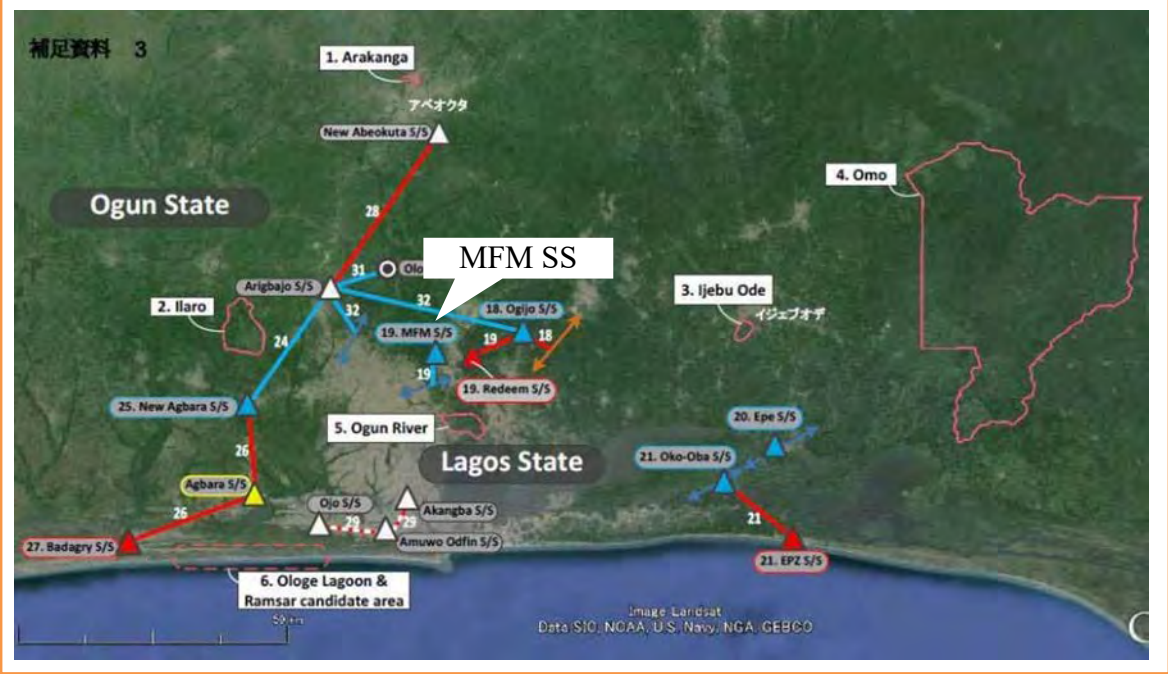 補足資料 3
1. Arakanga
アベオクタ
New Abeokuta S/S
4. Omo
Ogun State
28
MFM SS
31
Olo
Arigbajo S/S
32
2. Ilaro
32
18. Ogijo S/S
3. Ijebu Ode
イジェブオデ
19. MFM S/S
19
18
24
19
19. Redeem S/S
25. New Agbara S/S
5. Ogun River
20. Epe S/S
26
Lagos State
21. Oko-Oba S/S
Agbara S/S
Ojo S/S
26
29
29
Akangba S/S
21
Amuwo Odfin S/S
27. Badagry S/S
21. EPZ S/S
6. Ologe Lagoon &
Ramsar candidate area
50 km
Image Landsat
Data SIO, NOAA, U.S. Navy, NGA, GEBCO